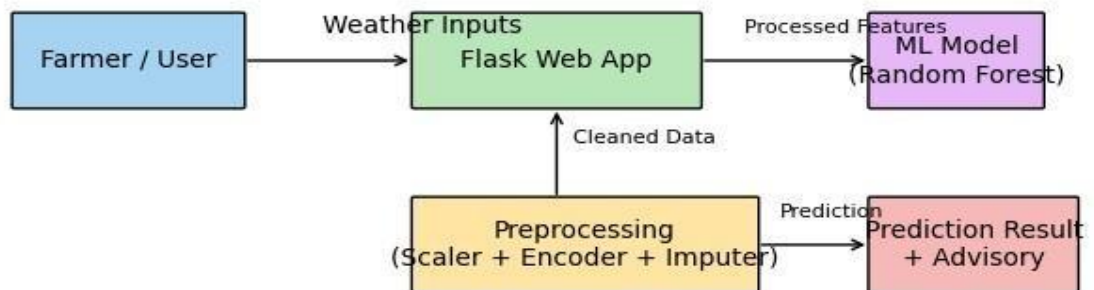 Weather Inputs
Processed Features
Farmer / User
Flask Web App
ML Model
(Random Forest)
Cleaned Data
Prediction
Preprocessing
(Scaler + Encoder + Imputer)
Prediction Result
+ Advisory